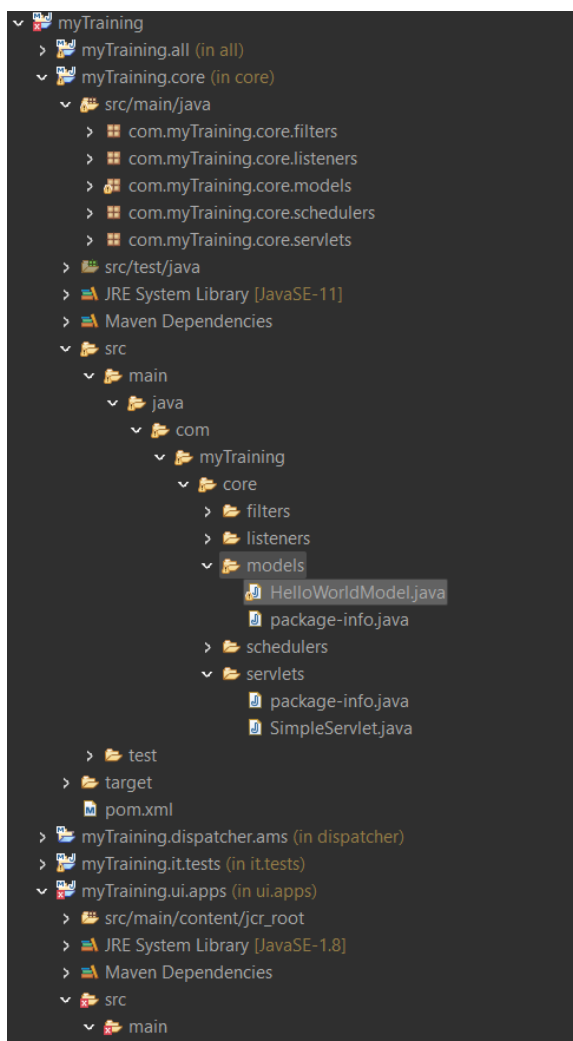 myTraining
myTraining.all (in all)
myTraining.core (in core)
src/main/java
com.myTraining.core.filters
com.myTraining.core.listeners
com.myTraining.core.models
com.myTraining.core.schedulers
com.myTraining.core.servlets
src/test/java
JRE System Library [JavaSE-11]
Maven Dependencies
src
main
java
com
myTraining
core
filters
listeners
models
HelloWorldModel.java
package-info.java
schedulers
servlets
package-info.java
SimpleServlet.java
test
target
pom.xml
myTraining.dispatcher.ams (in dispatcher)
myTraining.it.tests (in it.tests)
myTraining.ui.apps (in ui.apps)
src/main/content/jcr_root
JRE System Library [JavaSE-1.8]
Maven Dependencies
src
main